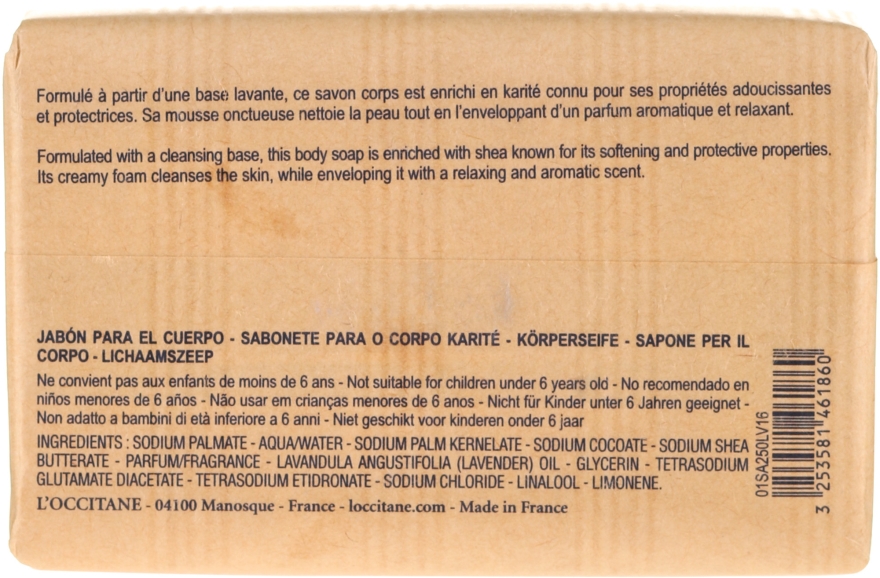 Formulé à partir d'une base lavante, ce savon corps est enrichi en karité connu pour ses propriétés adoucissantes
et protectrices. Sa mousse onctueuse nettoie la peau tout en l'enveloppant d'un parfum aromatique et relaxant.
Formulated with a cleansing base, this body soap is enriched with shea known for its softening and protective properties.
Its creamy foam cleanses the skin, while enveloping it with a relaxing and aromatic scent.
JABÓN PARA EL CUERPO - SABONETE PARA O CORPO KARITÉ - KÖRPERSEIFE - SAPONE PER IL
CORPO - LICHAAMSZEEP
Ne convient pas aux enfants de moins de 6 ans - Not suitable for children under 6 years old - No recomendado en
niños menores de 6 años - Não usar em crianças menores de 6 anos - Nicht für Kinder unter 6 Jahren geeignet -
Non adatto a bambini di età inferiore a 6 anni - Niet geschikt voor kinderen onder 6 jaar
INGREDIENTS : SODIUM PALMATE - AQUA/WATER - SODIUM PALM KERNELATE - SODIUM COCOATE - SODIUM SHEA
BUTTERATE - PARFUM/FRAGRANCE - LAVANDULA ANGUSTIFOLIA (LAVENDER) OIL - GLYCERIN - TETRASODIUM
GLUTAMATE DIACETATE - TETRASODIUM ETIDRONATE - SODIUM CHLORIDE - LINALOOL - LIMONENE.
L'OCCITANE - 04100 Manosque - France - loccitane.com - Made in France
01SA250LV16
3 253581 461860